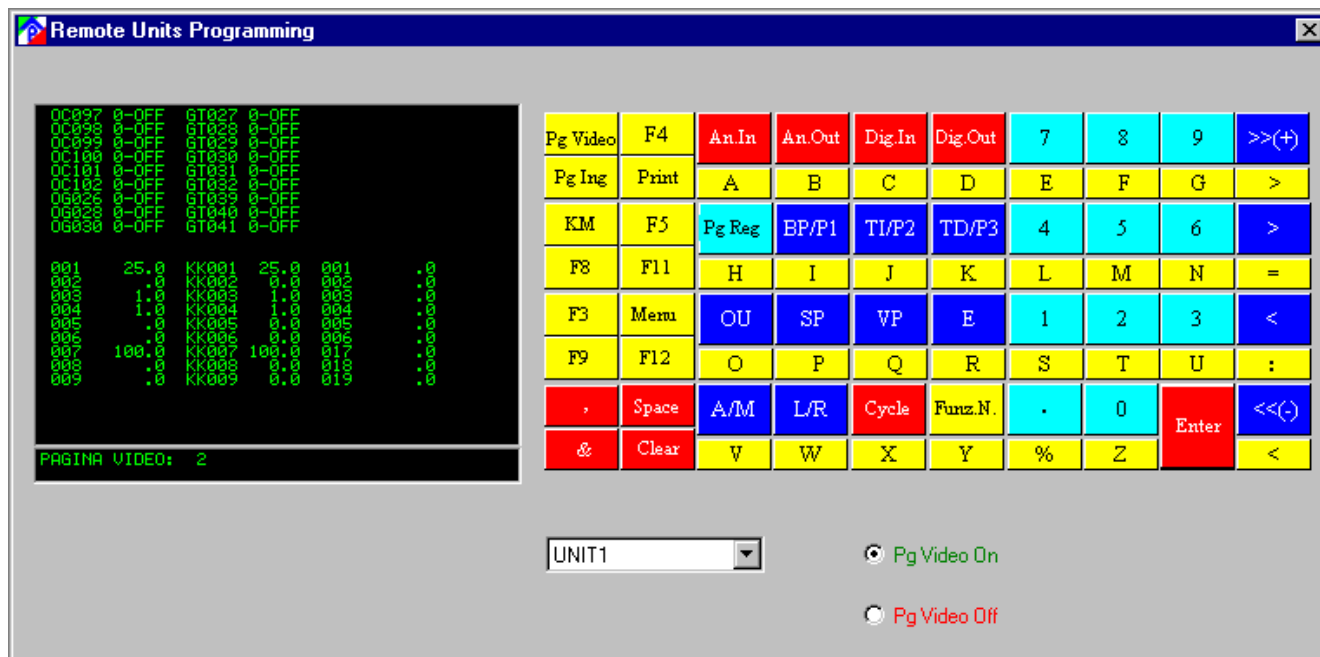 Remote Units Programming
OC097 0-OFF GT027 0-OFF
OC098 0-OFF GT028 0-OFF
OC099 0-OFF GT029 0-OFF
OC100 0-OFF GT030 0-OFF
OC101 0-OFF GT031 0-OFF
OC102 0-OFF GT032 0-OFF
OG026 0-OFF GT039 0-OFF
OG028 0-OFF GT040 0-OFF
OG030 0-OFF GT041 0-OFF
001 25.0 KK001 25.0 001 .0
002 .0 KK002 0.0 002 .0
003 1.0 KK003 1.0 003 .0
004 1.0 KK004 1.0 004 .0
005 .0 KK005 0.0 005 .0
006 .0 KK006 0.0 006 .0
007 100.0 KK007 100.0 017 .0
008 .0 KK008 0.0 018 .0
009 .0 KK009 0.0 019 .0
PAGINA VIDEO: 2
Pg Video F4 An.In An.Out Dig.In Dig.Out 7 8 9 >>(+)
Pg Ing Print A B C D E F G >
KM F5 Pg Reg BP/P1 TI/P2 TD/P3 4 5 6 >
F8 F11 H I J K L M N =
F3 Menu OU SP VP E 1 2 3 <
F9 F12 O P Q R S T U :
, Space A/M L/R Cycle Funz.N. . 0 Enter <<(-)
& Clear V W X Y % Z <
UNIT1
Pg Video On
Pg Video Off